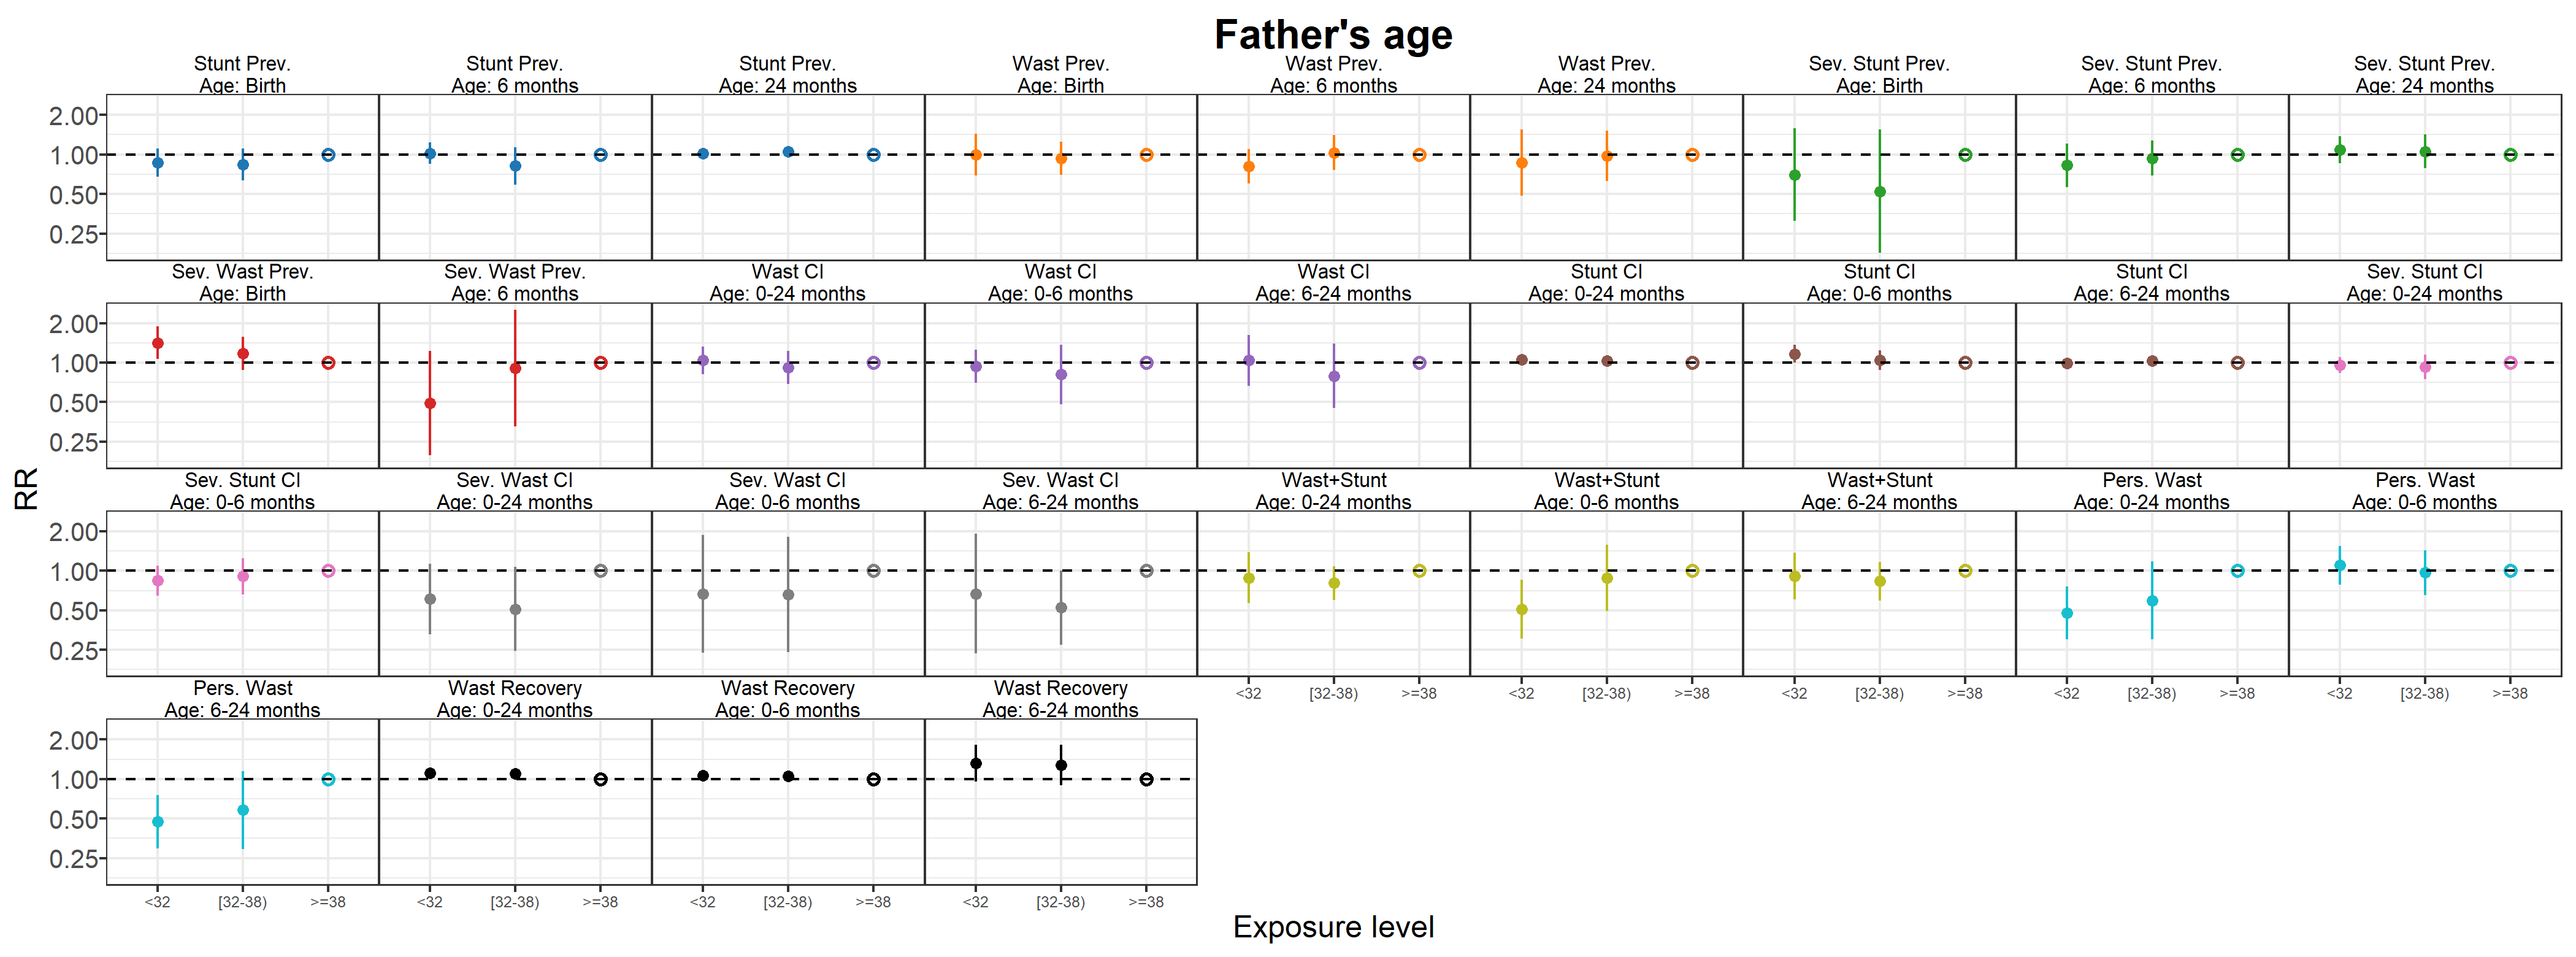 Father's age
Stunt Prev. Stunt Prev. Stunt Prev. Wast Prev. Wast Prev. Wast Prev. Sev. Stunt Prev. Sev. Stunt Prev. Sev. Stunt Prev.
Age: Birth Age: 6 months Age: 24 months Age: Birth Age: 6 months Age: 24 months Age: Birth Age: 6 months Age: 24 months
2.00
1.00
0.50
0.25
Sev. Wast Prev. Sev. Wast Prev. Wast CI Wast CI Wast CI Stunt CI Stunt CI Stunt CI Sev. Stunt CI
Age: Birth Age: 6 months Age: 0-24 months Age: 0-6 months Age: 6-24 months Age: 0-24 months Age: 0-6 months Age: 6-24 months Age: 0-24 months
2.00
1.00
0.50
0.25
RR
Sev. Stunt CI Sev. Wast CI Sev. Wast CI Sev. Wast CI Wast+Stunt Wast+Stunt Wast+Stunt Pers. Wast Pers. Wast
Age: 0-6 months Age: 0-24 months Age: 0-6 months Age: 6-24 months Age: 0-24 months Age: 0-6 months Age: 6-24 months Age: 0-24 months Age: 0-6 months
2.00
1.00
0.50
0.25
<32 [32-38) >=38 <32 [32-38) >=38 <32 [32-38) >=38 <32 [32-38) >=38 <32 [32-38) >=38
Pers. Wast Wast Recovery Wast Recovery Wast Recovery
Age: 6-24 months Age: 0-24 months Age: 0-6 months Age: 6-24 months
2.00
1.00
0.50
0.25
<32 [32-38) >=38 <32 [32-38) >=38 <32 [32-38) >=38 <32 [32-38) >=38
Exposure level